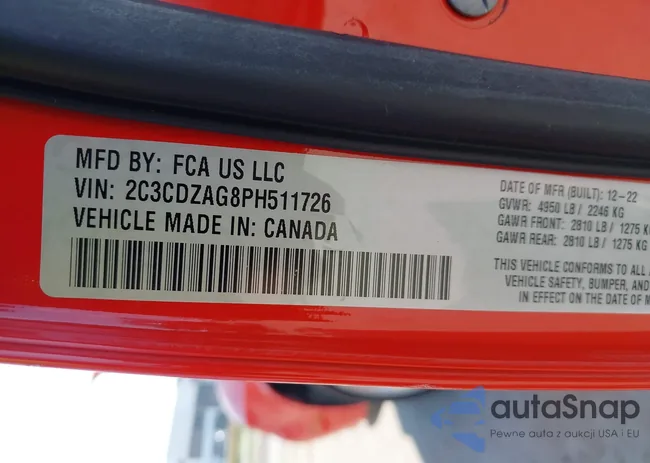 MFD BY: FCA US LLC
VIN: 2C3CDZAG8PH511726
VEHICLE MADE IN: CANADA
DATE OF MFR (BUILT): 12-22
GVWR: 4950 LB / 2246 KG
GAWR FRONT: 2810 LB / 1275 KG
GAWR REAR: 2810 LB / 1275 KG
THIS VEHICLE CONFORMS TO ALL
VEHICLE SAFETY, BUMPER, AND
IN EFFECT ON THE DATE OF
autaSnap
Pewne auta z aukcji USA i EU